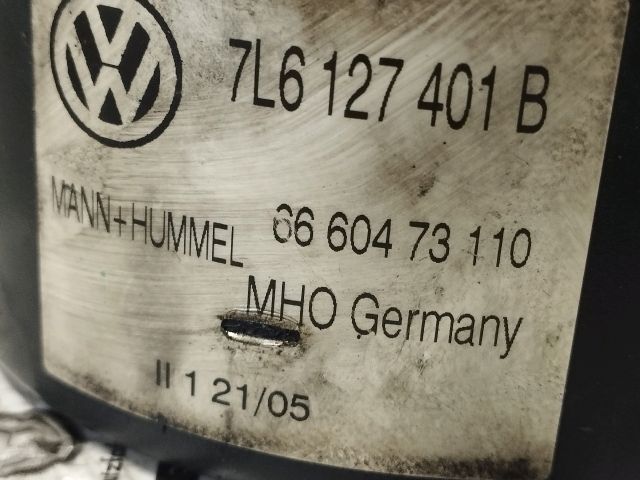 7L6 127 401 B
MANN+HUMMEL 66 604 73 110
MHO Germany
II 1 21/05